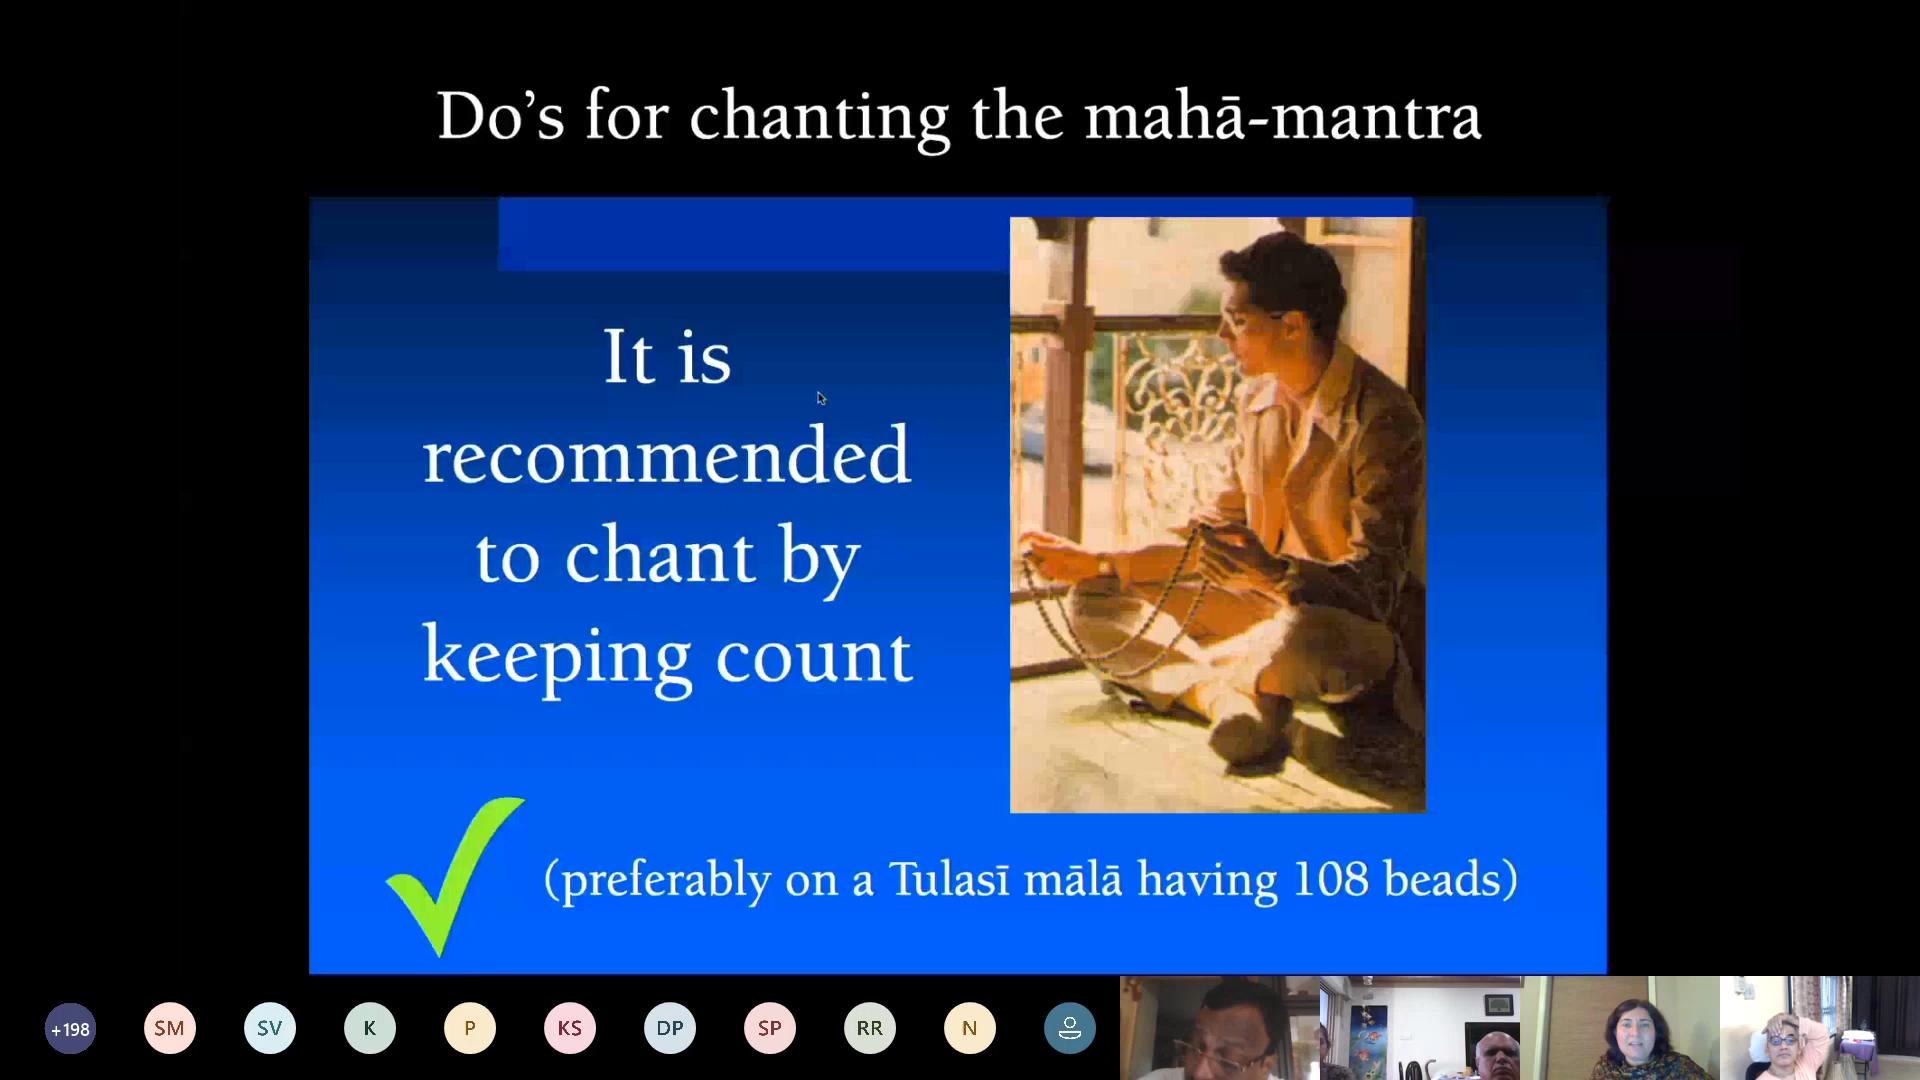 Do’s for chanting the mahā-mantra
It is
recommended
to chant by
keeping count
(preferably on a Tulasī mālā having 108 beads)
+198
SM
SV
K
P
KS
DP
SP
RR
N